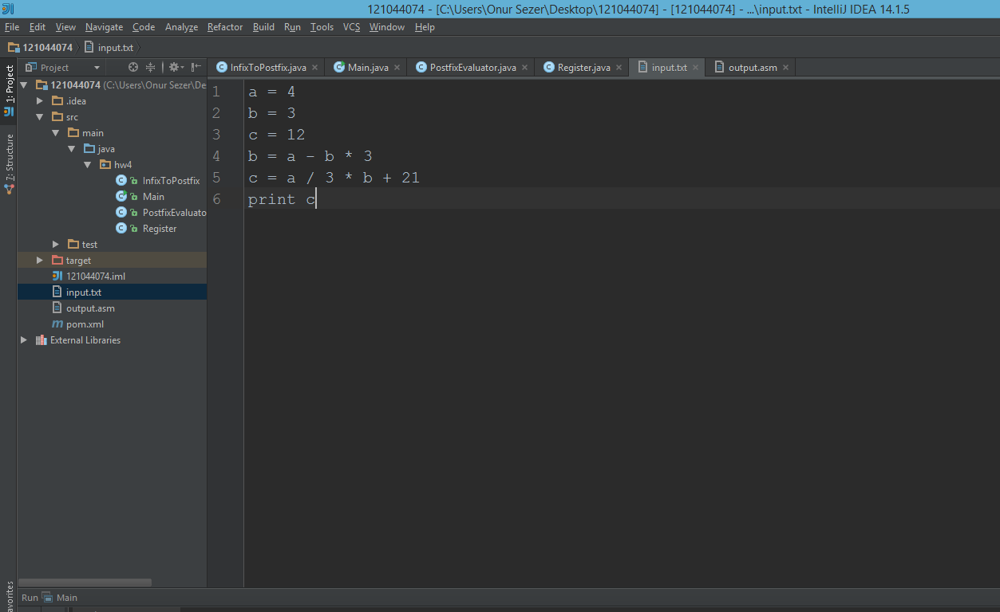 121044074 - [C:\Users\Onur Sezer\Desktop\121044074] - [121044074] - ...\input.txt - IntelliJ IDEA 14.1.5
File Edit View Navigate Code Analyze Refactor Build Run Tools VCS Window Help
121044074 input.txt
1: Project
7: Structure
Project
InfixToPostfix.java Main.java PostfixEvaluator.java Register.java input.txt output.asm
121044074 (C:\Users\Onur Sezer\De
.idea
src
main
java
hw4
InfixToPostfix
Main
PostfixEvaluato
Register
test
target
121044074.iml
input.txt
output.asm
pom.xml
External Libraries
1 a = 4
2 b = 3
3 c = 12
4 b = a - b * 3
5 c = a / 3 * b + 21
6 print c
avorites
Run Main